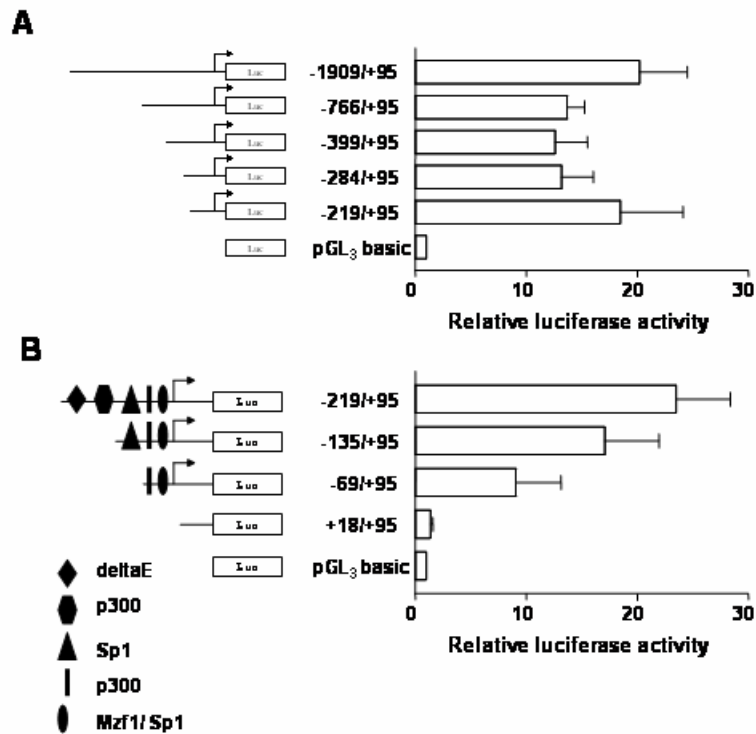 A
Luc -1909/+95
Luc -766/+95
Luc -399/+95
Luc -284/+95
Luc -219/+95
Luc pGL3 basic
0 10 20 30
Relative luciferase activity
B
Luc -219/+95
Luc -135/+95
Luc -69/+95
Luc +18/+95
Luc pGL3 basic
0 10 20 30
Relative luciferase activity
deltaE
p300
Sp1
p300
Mzf1/Sp1